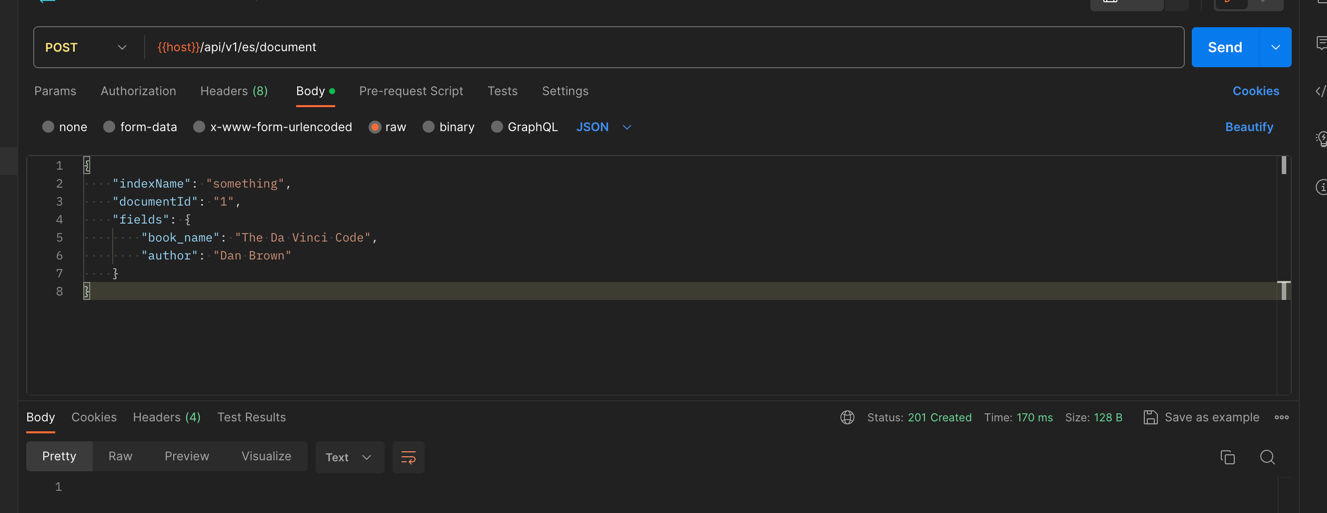 POST {{host}}/api/v1/es/document Send
Params Authorization Headers (8) Body Pre-request Script Tests Settings Cookies
none form-data x-www-form-urlencoded raw binary GraphQL JSON Beautify
1 {
2 "indexName": "something",
3 "documentId": "1",
4 "fields": {
5 "book_name": "The Da Vinci Code",
6 "author": "Dan Brown"
7 }
8 }
Body Cookies Headers (4) Test Results Status: 201 Created Time: 170 ms Size: 128 B Save as example
Pretty Raw Preview Visualize Text
1